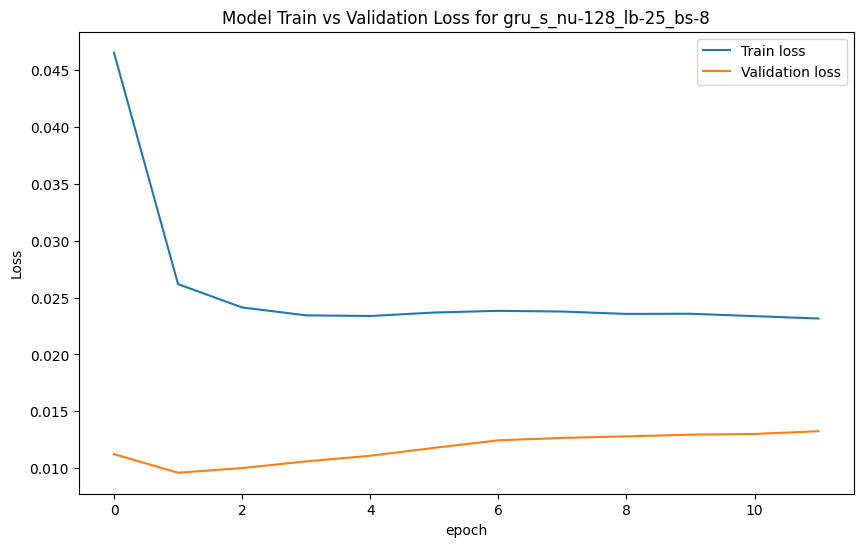 Model Train vs Validation Loss for gru_s_nu-128_lb-25_bs-8
Train loss
Validation loss
0.045
0.040
0.035
0.030
0.025
0.020
0.015
0.010
Loss
0 2 4 6 8 10
epoch